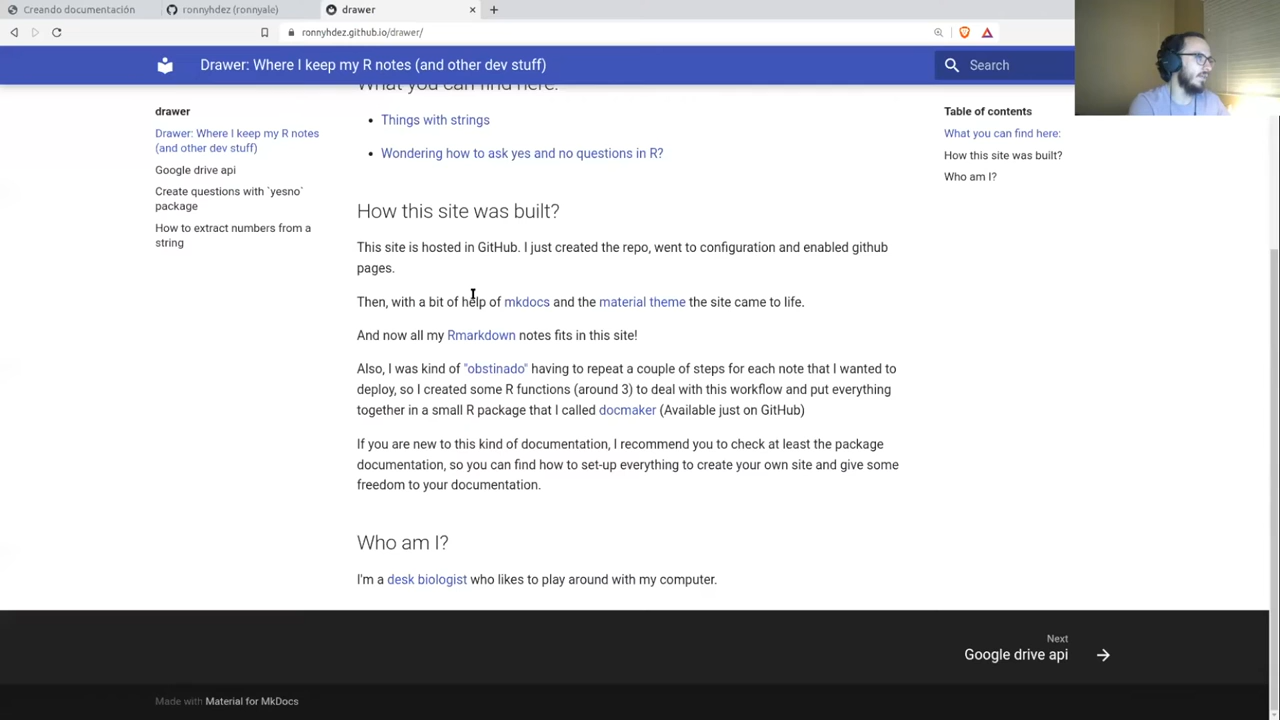 Creando documentación
ronnyhdez (ronnyale)
drawer
ronnyhdez.github.io/drawer/
Drawer: Where I keep my R notes (and other dev stuff)
Search
drawer
Drawer: Where I keep my R notes
(and other dev stuff)
Google drive api
Create questions with `yesno`
package
How to extract numbers from a
string
What you can find here:
Things with strings
Wondering how to ask yes and no questions in R?
How this site was built?
This site is hosted in GitHub. I just created the repo, went to configuration and enabled github
pages.
Then, with a bit of help of mkdocs and the material theme the site came to life.
And now all my Rmarkdown notes fits in this site!
Also, I was kind of "obstinado" having to repeat a couple of steps for each note that I wanted to
deploy, so I created some R functions (around 3) to deal with this workflow and put everything
together in a small R package that I called docmaker (Available just on GitHub)
If you are new to this kind of documentation, I recommend you to check at least the package
documentation, so you can find how to set-up everything to create your own site and give some
freedom to your documentation.
Who am I?
I'm a desk biologist who likes to play around with my computer.
Table of contents
What you can find here:
How this site was built?
Who am I?
Next
Google drive api
Made with Material for MkDocs